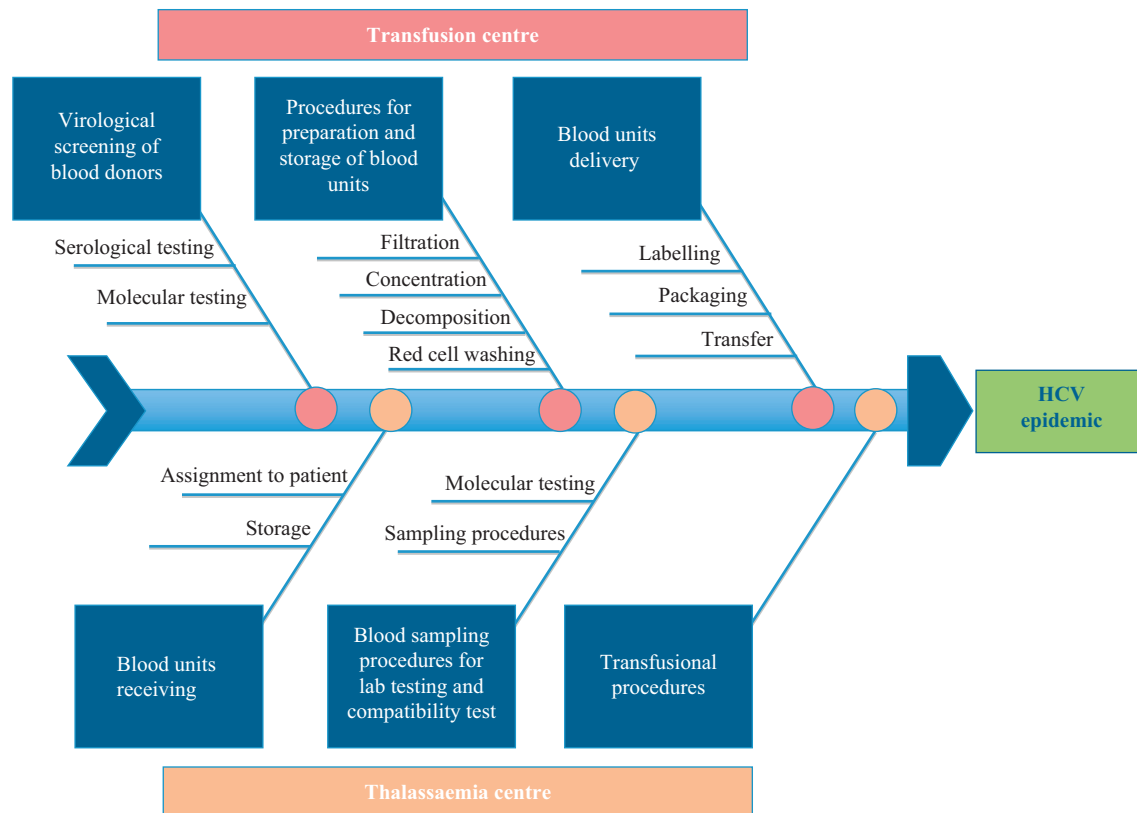 Transfusion centre
Virological
screening of
blood donors
Procedures for
preparation and
storage of blood
units
Blood units
delivery
Serological testing
Molecular testing
Filtration
Concentration
Decomposition
Red cell washing
Labelling
Packaging
Transfer
HCV
epidemic
Assignment to patient
Storage
Molecular testing
Sampling procedures
Blood units
receiving
Blood sampling
procedures for
lab testing and
compatibility test
Transfusional
procedures
Thalassaemia centre